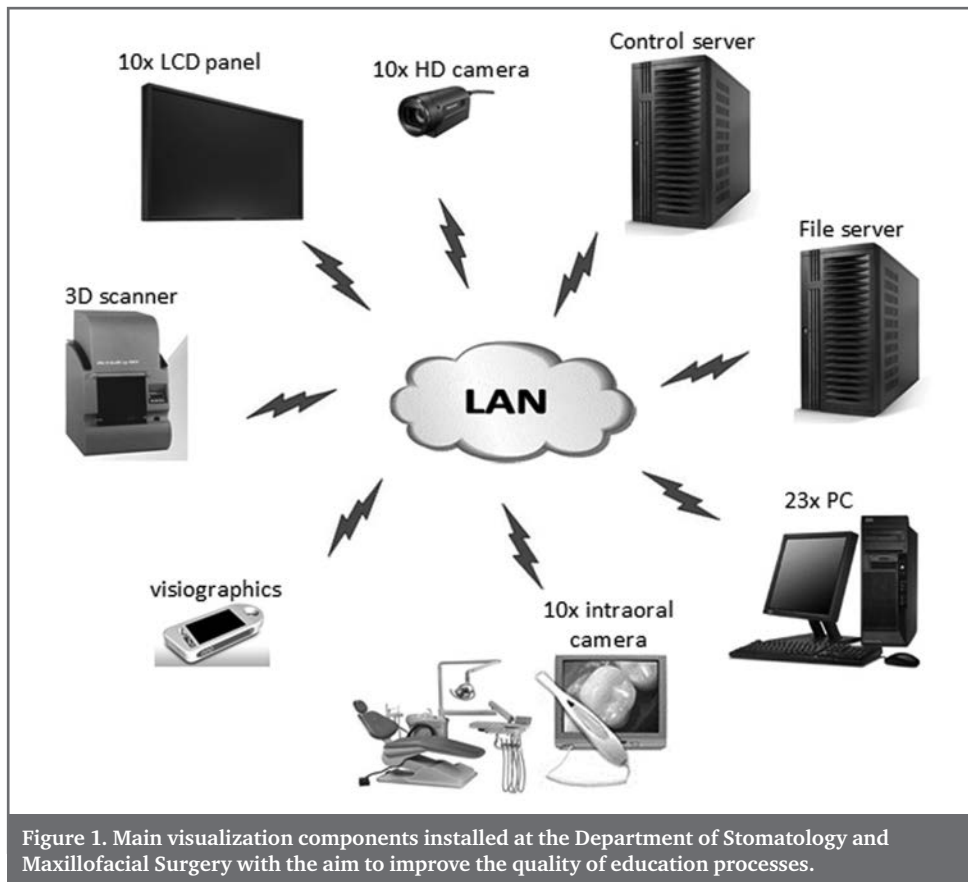 Control server
10x LCD panel
10x HD camera
File server
3D scanner
LAN
23x PC
visiographics
10x intraoral
camera
Figure 1. Main visualization components installed at the Department of Stomatology and
Maxillofacial Surgery with the aim to improve the quality of education processes.